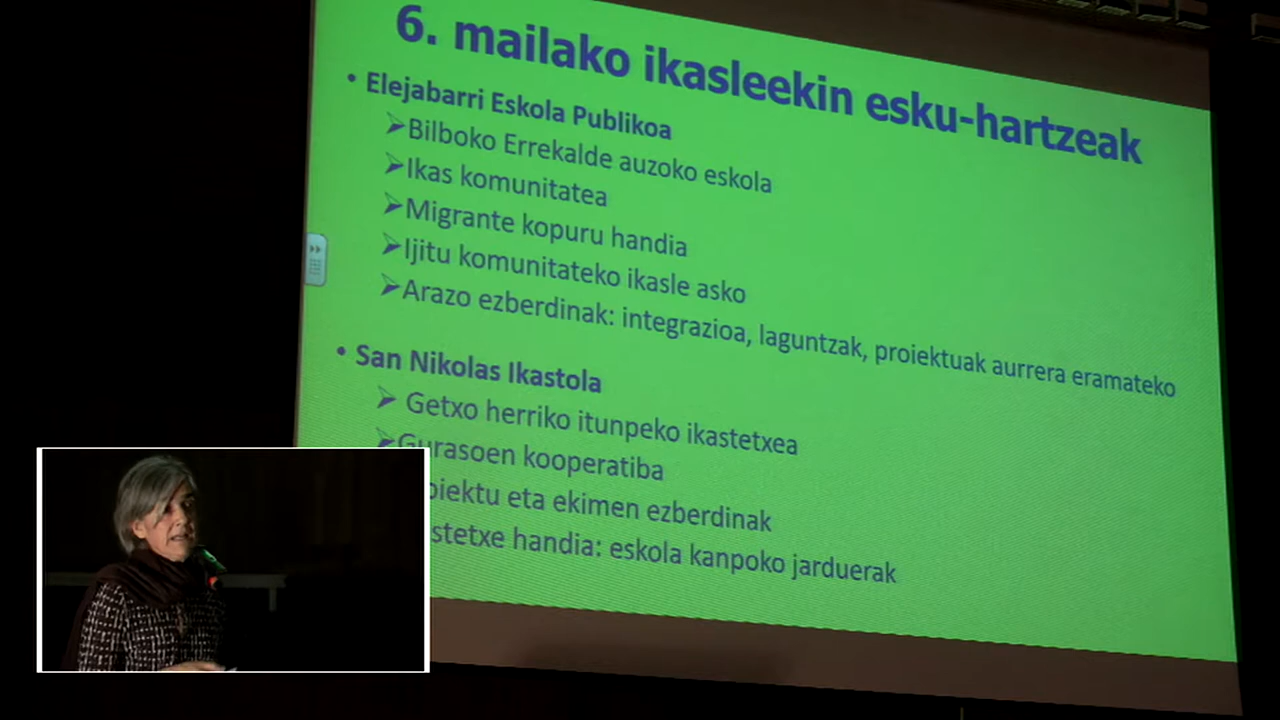 6. mailako ikasleekin esku-hartzeak
• Elejabarri Eskola Publikoa
➢Bilboko Errekalde auzoko eskola
➢Ikas komunitatea
➢Migrante kopuru handia
➢Ijitu komunitateko ikasle asko
➢Arazo ezberdinak: integrazioa, laguntzak, proiektuak aurrera eramateko
• San Nikolas Ikastola
➢ Getxo herriko itunpeko ikastetxea
➢Gurasoen kooperatiba
eta ekimen ezberdinak
handia: eskola kanpoko jarduerak